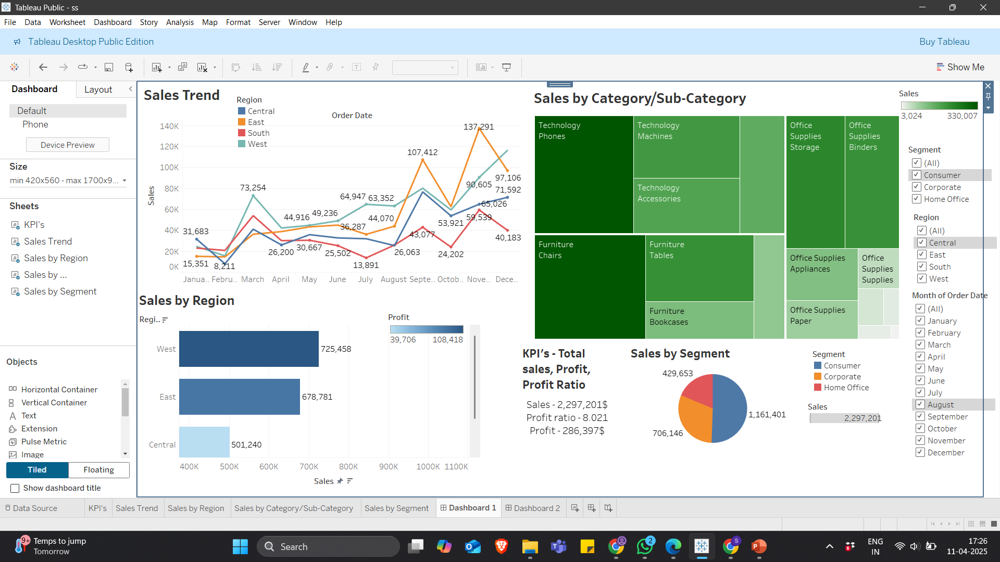 Tableau Public - ss
File Data Worksheet Dashboard Story Analysis Map Format Server Window Help
Tableau Desktop Public Edition
Buy Tableau
Show Me
Dashboard
Layout
Default
Phone
Device Preview
Size
min 420x560 - max 1700x9...
Sheets
KPI's
Sales Trend
Sales by Region
Sales by ...
Sales by Segment
Objects
Horizontal Container
Vertical Container
Text
Extension
Pulse Metric
Image
Tiled
Floating
Show dashboard title
Sales Trend
Region
Central
East
South
West
Order Date
Sales
140K
120K
100K
80K
60K
40K
20K
0K
31,683
15,351
8,211
73,254
26,200
44,916
30,667
49,236
25,502
64,947
36,287
13,891
63,352
44,070
26,063
107,412
43,077
53,921
24,202
137,291
90,605
65,026
59,539
97,106
71,592
40,183
Janua.. Febru.. March April May June July August Septe.. Octob.. Nove.. Dece..
Sales by Region
Regi..
Profit
39,706 108,418
West 725,458
East 678,781
Central 501,240
400K 500K 600K 700K 800K 900K 1000K 1100K
Sales
Sales by Category/Sub-Category
Technology
Phones
Technology
Machines
Technology
Accessories
Furniture
Chairs
Furniture
Tables
Furniture
Bookcases
Office
Supplies
Storage
Office
Supplies
Binders
Office Supplies
Appliances
Office
Supplies
Supplies
Office Supplies
Paper
KPI's - Total
sales, Profit,
Profit Ratio
Sales - 2,297,201$
Profit ratio - 8.021
Profit - 286,397$
Sales by Segment
429,653
706,146
1,161,401
Segment
Consumer
Corporate
Home Office
Sales
2,297,201
Sales
3,024 330,007
Segment
(All)
Consumer
Corporate
Home Office
Region
(All)
Central
East
South
West
Month of Order Date
(All)
January
February
March
April
May
June
July
August
September
October
November
December
Data Source KPI's Sales Trend Sales by Region Sales by Category/Sub-Category Sales by Segment Dashboard 1 Dashboard 2
9+
Temps to jump
Tomorrow
Search
2
S
ENG
IN
17:26
11-04-2025